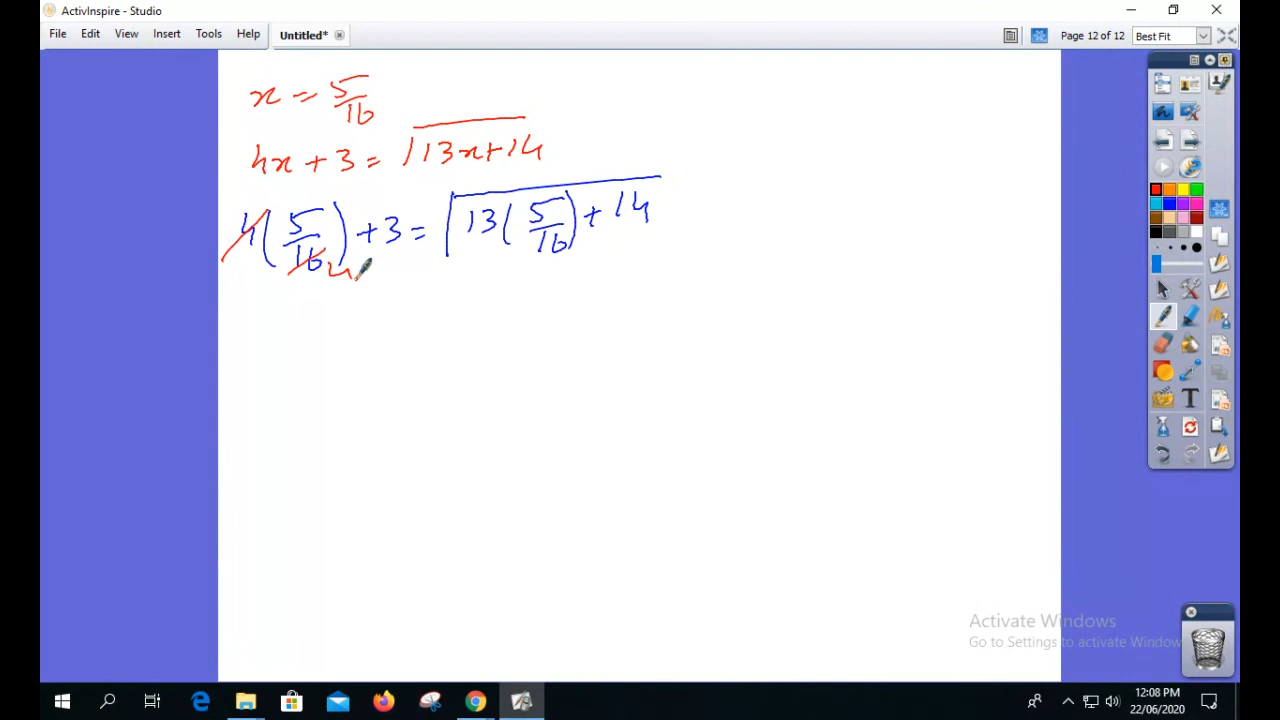 ActivInspire - Studio
File Edit View Insert Tools Help Untitled* Page 12 of 12 Best Fit
x = 5/16
4x + 3 = √13x+14
4(5/16) + 3 = √13(5/16) + 14
4
T
Activate Windows
Go to Settings to activate Window
12:08 PM
22/06/2020